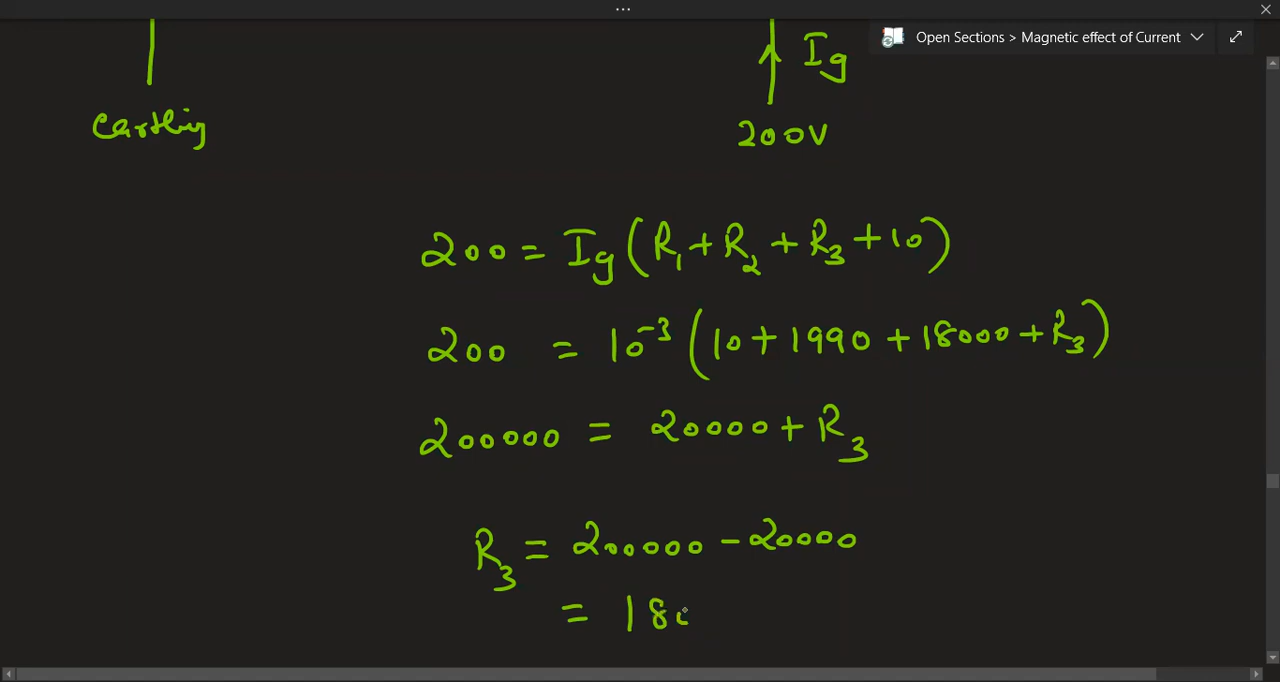 Open Sections > Magnetic effect of Current
Ig
earthing
200V
200 = Ig (R₁ + R₂ + R₃ + 10)
200 = 10⁻³ (10 + 1990 + 18000 + R₃)
200000 = 20000 + R₃
R₃ = 200000 - 20000
= 18